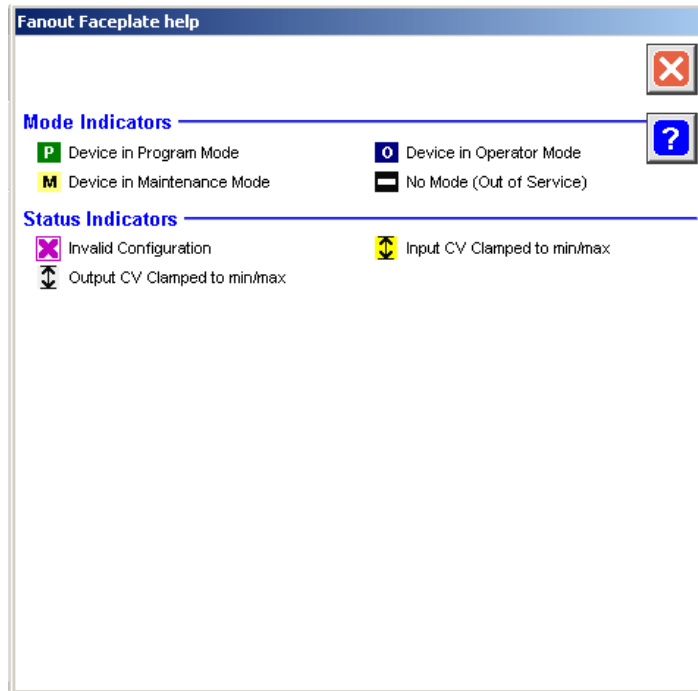 Fanout Faceplate help
Mode Indicators
?
P Device in Program Mode
O Device in Operator Mode
M Device in Maintenance Mode
No Mode (Out of Service)
Status Indicators
Invalid Configuration
Input CV Clamped to min/max
Output CV Clamped to min/max